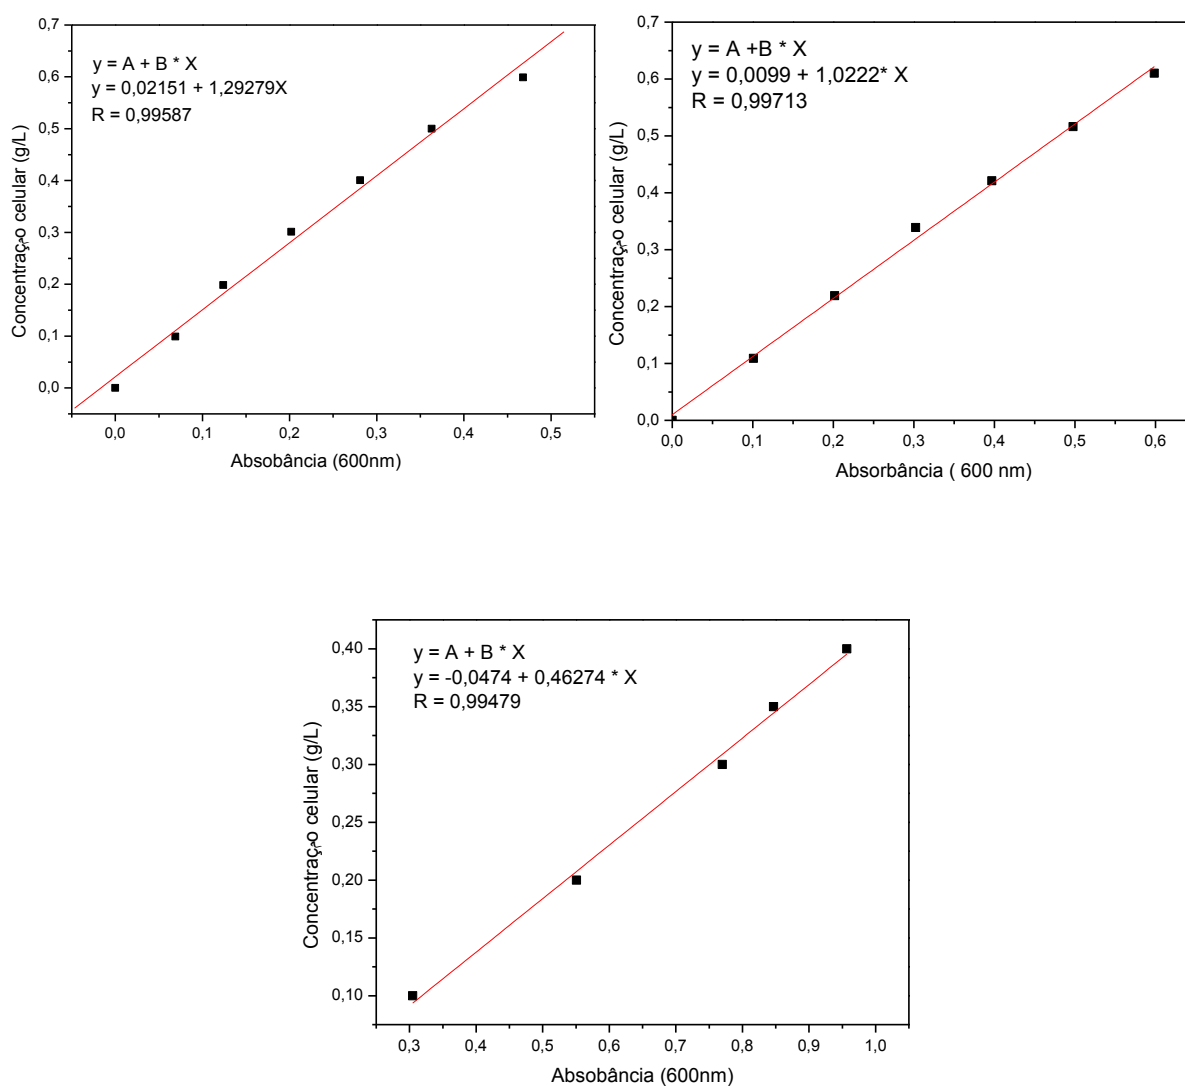 0,7
0,6
0,5
0,4
0,3
0,2
0,1
0,0
Concentraç o celular (g/L)
y = A + B * X
y = 0,02151 + 1,29279X
R = 0,99587
0,0 0,1 0,2 0,3 0,4 0,5
Absobância (600nm)
0,7
0,6
0,5
0,4
0,3
0,2
0,1
0,0
Concentraç o celular (g/L)
y = A +B * X
y = 0,0099 + 1,0222* X
R = 0,99713
0,0 0,1 0,2 0,3 0,4 0,5 0,6
Absorbância ( 600 nm)
0,40
0,35
0,30
0,25
0,20
0,15
0,10
Concentraç o celular (g/L)
y = A + B * X
y = -0,0474 + 0,46274 * X
R = 0,99479
0,3 0,4 0,5 0,6 0,7 0,8 0,9 1,0
Absobância (600nm)